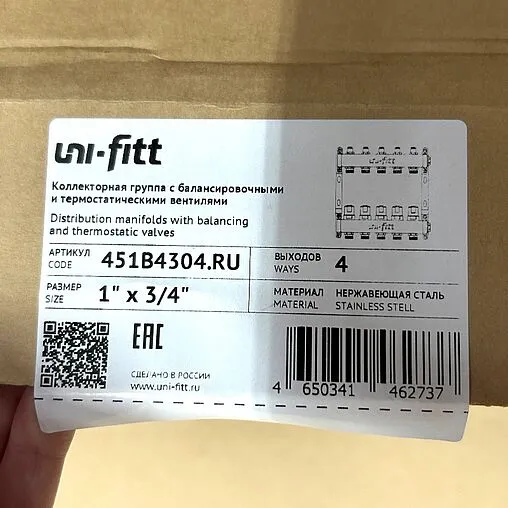 uni-fitt
Коллекторная группа с балансировочными
и термостатическими вентилями
Distribution manifolds with balancing
and thermostatic valves
АРТИКУЛ
CODE
451B4304.RU
ВЫХОДОВ
WAYS
4
РАЗМЕР
SIZE
1" x 3/4"
МАТЕРИАЛ
MATERIAL
НЕРЖАВЕЮЩАЯ СТАЛЬ
STAINLESS STELL
EAC
СДЕЛАНО В РОССИИ
www.uni-fitt.ru
4 650341 462737